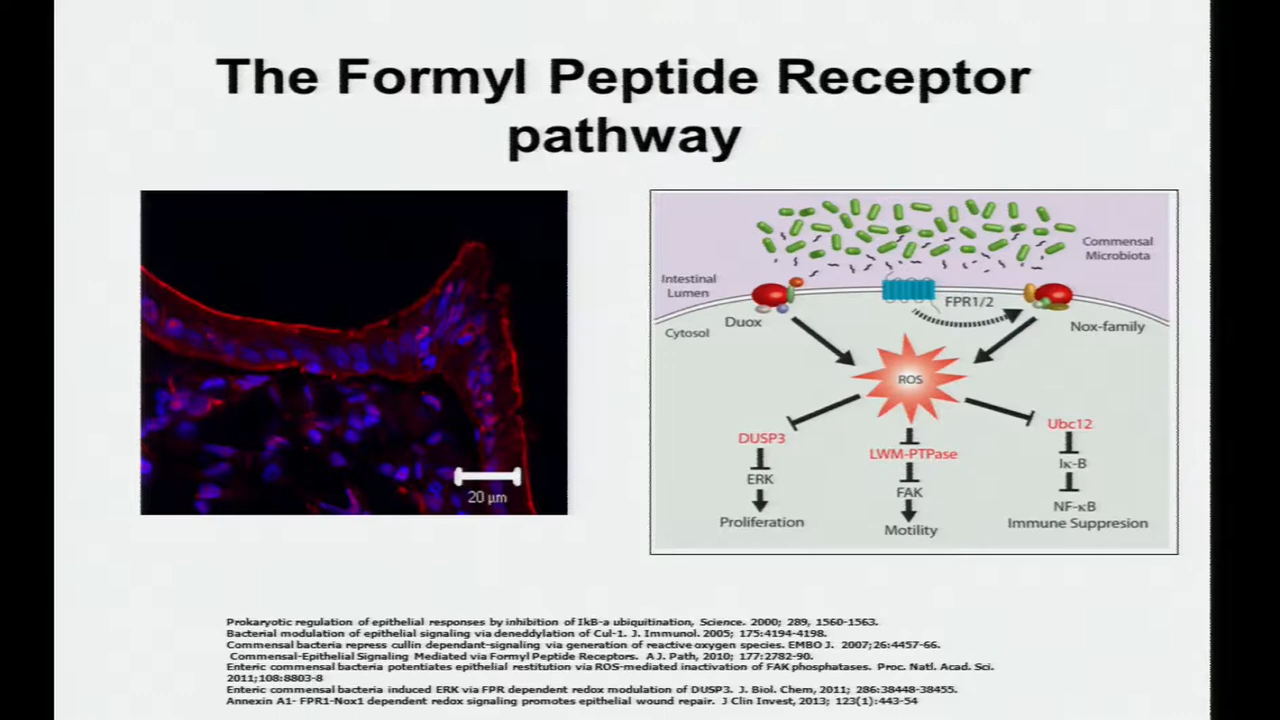 The Formyl Peptide Receptor
pathway
20 µm
Commensal
Microbiota
Intestinal
Lumen
FPR1/2
Duox
Nox-family
Cytosol
ROS
Ubc12
DUSP3
LWM-PTPase
Iκ-B
ERK
FAK
NF-κB
Proliferation
Motility
Immune Suppresion
Prokaryotic regulation of epithelial responses by inhibition of IkB-a ubiquitination, Science. 2000; 289, 1560-1563.
Bacterial modulation of epithelial signaling via deneddylation of Cul-1. J. Immunol. 2005; 175:4194-4198.
Commensal bacteria repress cullin dependant-signaling via generation of reactive oxygen species. EMBO J. 2007;26:4457-66.
Commensal-Epithelial Signaling Mediated via Formyl Peptide Receptors. A J. Path, 2010; 177:2782-90.
Enteric commensal bacteria potentiates epithelial restitution via ROS-mediated inactivation of FAK phosphatases. Proc. Natl. Acad. Sci.
2011;108:8803-8
Enteric commensal bacteria induced ERK via FPR dependent redox modulation of DUSP3. J. Biol. Chem, 2011; 286:38448-38455.
Annexin A1- FPR1-Nox1 dependent redox signaling promotes epithelial wound repair. J Clin Invest, 2013; 123(1):443-54